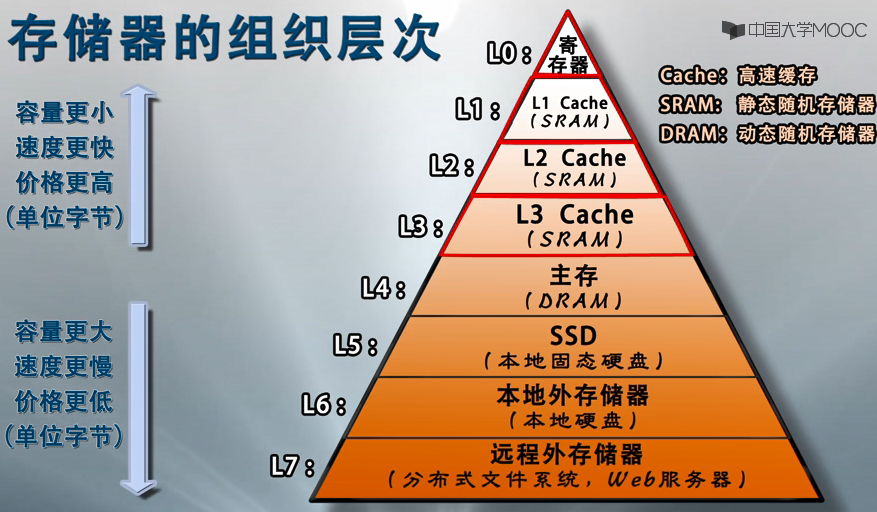 存储器的组织层次
中国大学MOOC
容量更小
速度更快
价格更高
(单位字节)
容量更大
速度更慢
价格更低
(单位字节)
L0:
寄
存器
L1:
L1 Cache
(SRAM)
L2:
L2 Cache
(SRAM)
L3:
L3 Cache
(SRAM)
L4:
主存
(DRAM)
L5:
SSD
(本地固态硬盘)
L6:
本地外存储器
(本地硬盘)
L7:
远程外存储器
(分布式文件系统，Web服务器)
Cache: 高速缓存
SRAM: 静态随机存储器
DRAM: 动态随机存储器